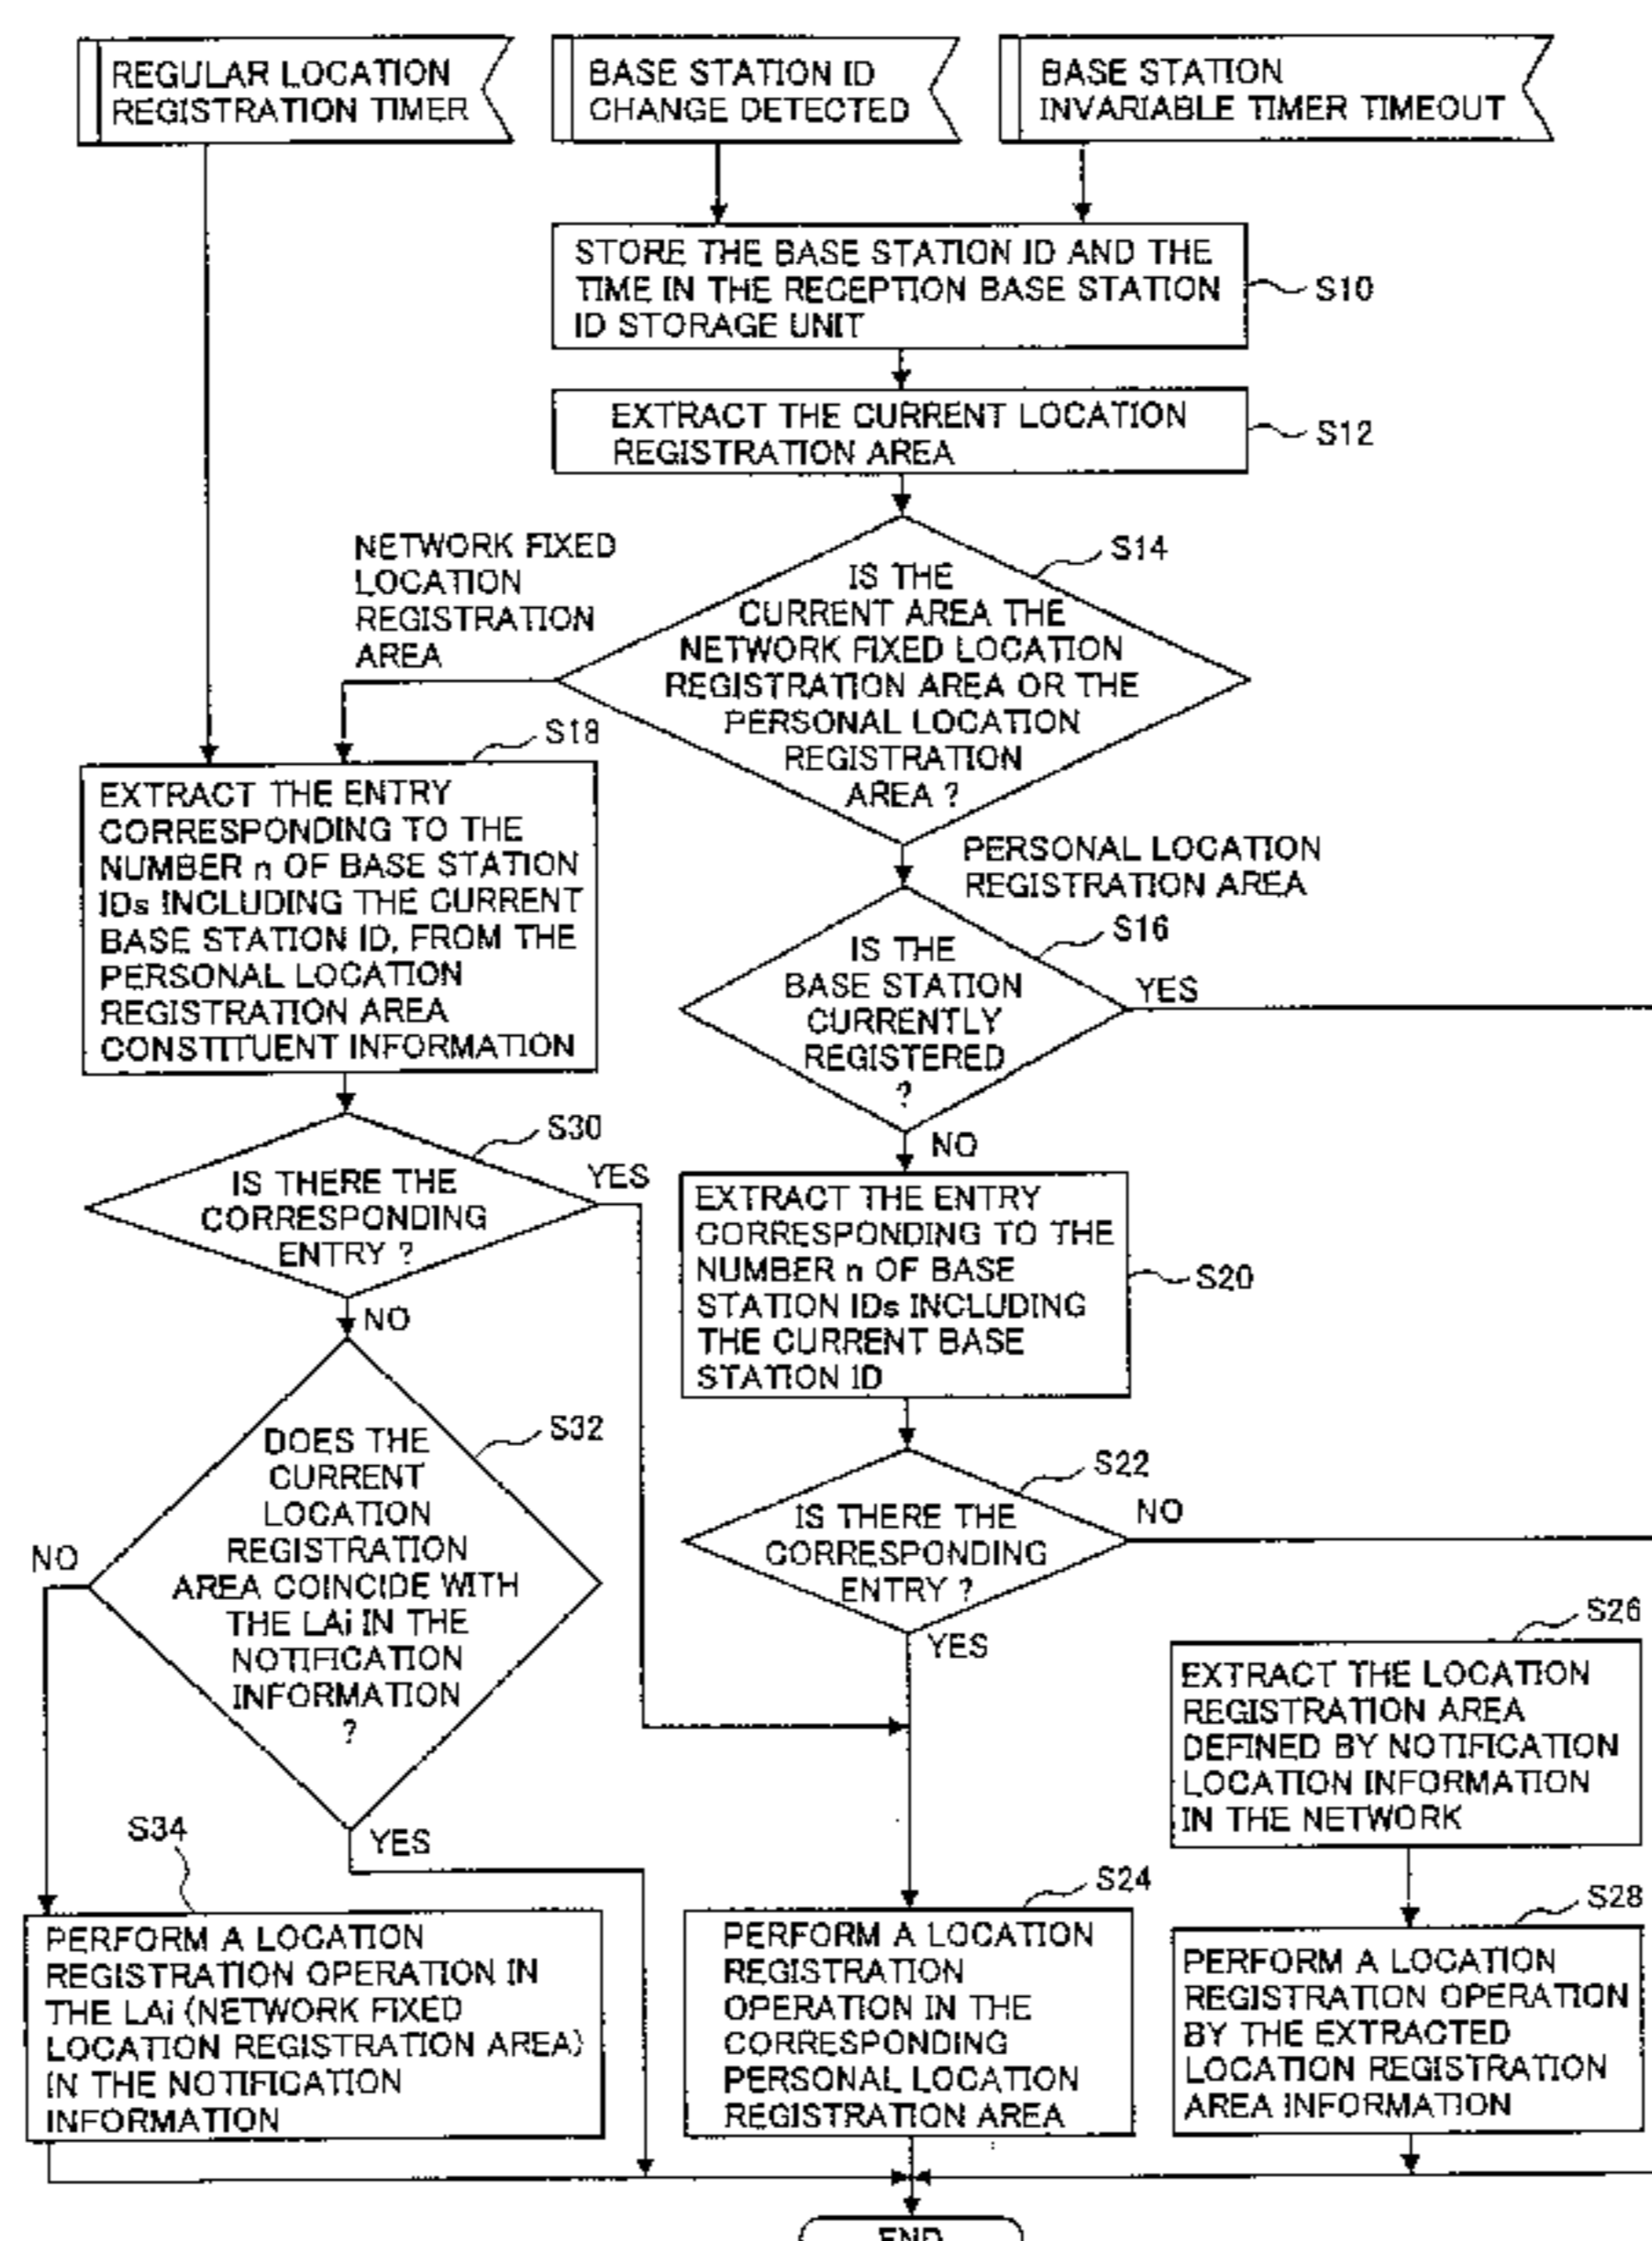 REGULAR LOCATION
REGISTRATION TIMER
BASE STATION ID
CHANGE DETECTED
BASE STATION
INVARIABLE TIMER TIMEOUT
STORE THE BASE STATION ID AND THE
TIME IN THE RECEPTION BASE STATION
ID STORAGE UNIT
S10
EXTRACT THE CURRENT LOCATION
REGISTRATION AREA
S12
NETWORK FIXED
LOCATION
REGISTRATION
AREA
S14
IS THE
CURRENT AREA THE
NETWORK FIXED LOCATION
REGISTRATION AREA OR THE
PERSONAL LOCATION
REGISTRATION
AREA ?
S18
EXTRACT THE ENTRY
CORRESPONDING TO THE
NUMBER n OF BASE STATION
IDs INCLUDING THE CURRENT
BASE STATION ID, FROM THE
PERSONAL LOCATION
REGISTRATION AREA
CONSTITUENT INFORMATION
PERSONAL LOCATION
REGISTRATION AREA
S16
IS THE
BASE STATION
CURRENTLY
REGISTERED
?
YES
NO
S30
IS THERE THE
CORRESPONDING
ENTRY ?
YES
NO
EXTRACT THE ENTRY
CORRESPONDING TO THE
NUMBER n OF BASE
STATION IDs INCLUDING
THE CURRENT BASE
STATION ID
S20
S32
DOES THE
CURRENT
LOCATION
REGISTRATION
AREA COINCIDE WITH
THE LAi IN THE
NOTIFICATION
INFORMATION
?
NO
YES
S22
IS THERE THE
CORRESPONDING
ENTRY ?
NO
YES
S26
EXTRACT THE LOCATION
REGISTRATION AREA
DEFINED BY NOTIFICATION
LOCATION INFORMATION
IN THE NETWORK
S34
PERFORM A LOCATION
REGISTRATION OPERATION IN
THE LAi (NETWORK FIXED
LOCATION REGISTRATION AREA)
IN THE NOTIFICATION
INFORMATION
S24
PERFORM A LOCATION
REGISTRATION
OPERATION IN THE
CORRESPONDING
PERSONAL LOCATION
REGISTRATION AREA
S28
PERFORM A LOCATION
REGISTRATION OPERATION
BY THE EXTRACTED
LOCATION REGISTRATION
AREA INFORMATION
END